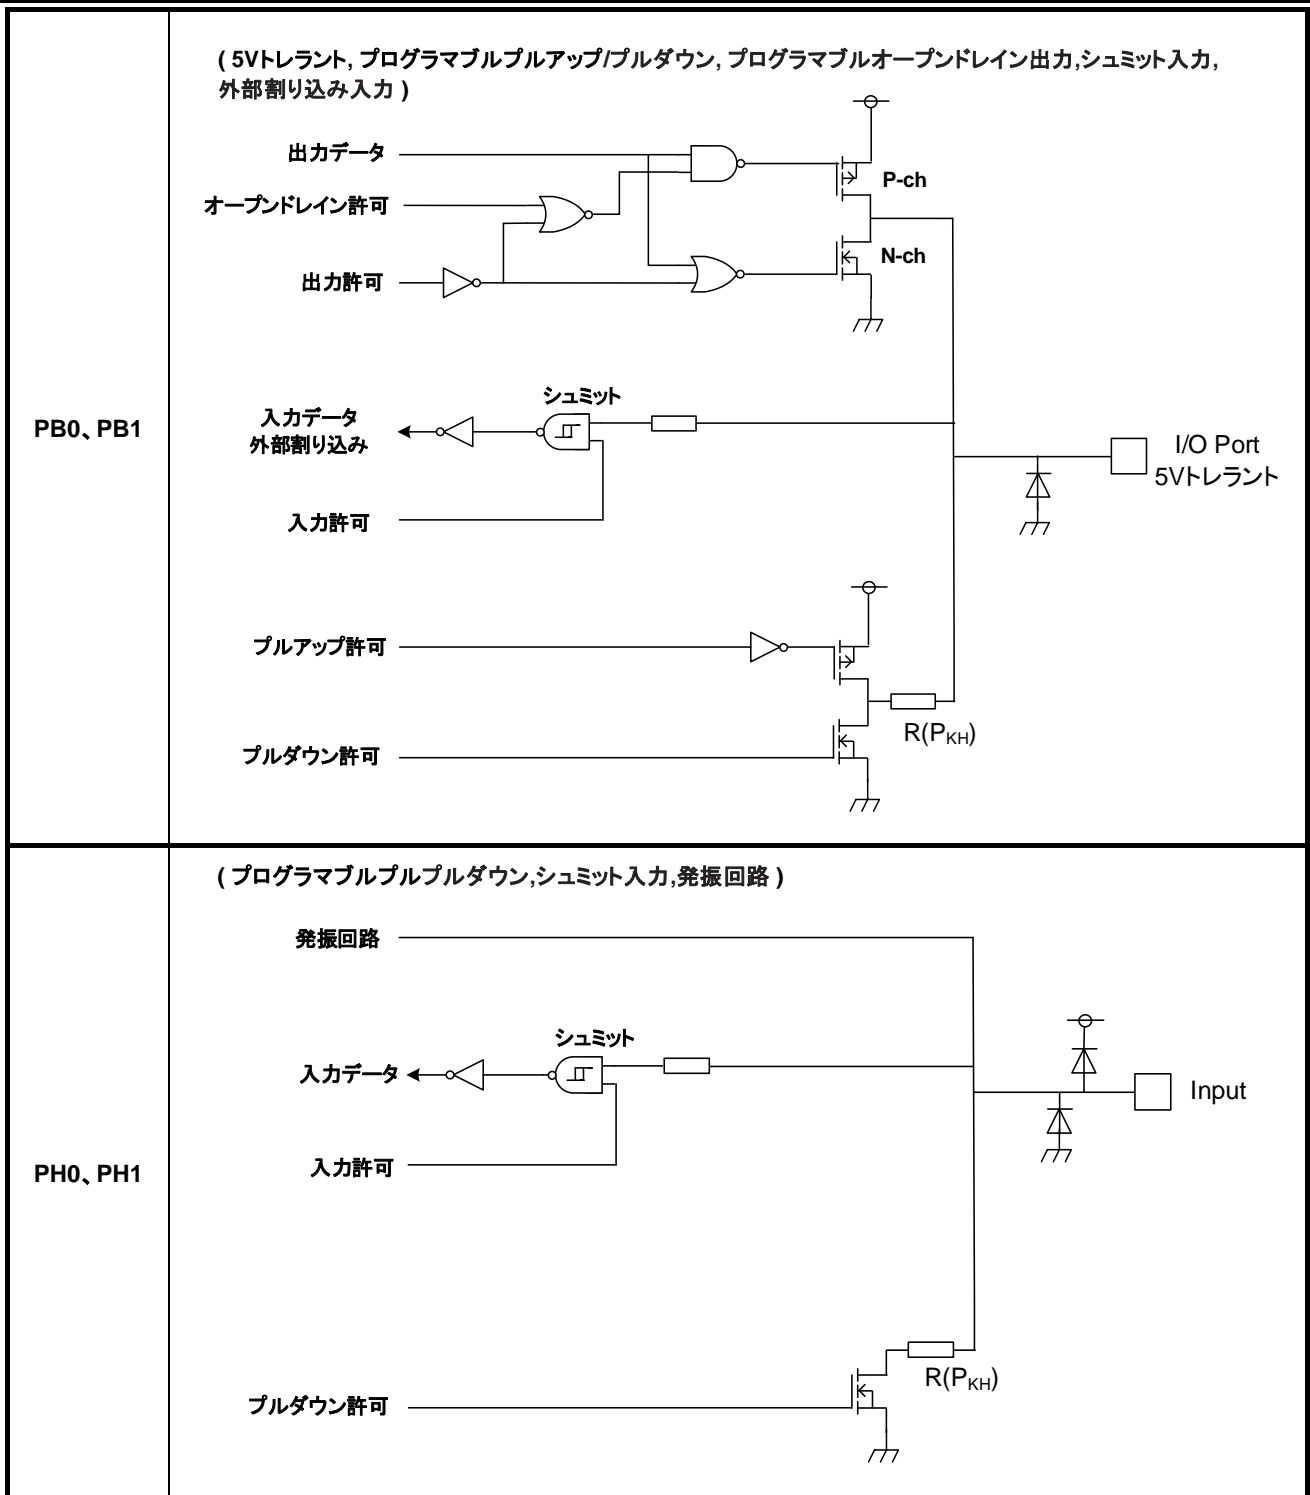 ( 5Vトレラント, プログラマブルプルアップ/プルダウン, プログラマブルオープンドレイン出力,シュミット入力,
外部割り込み入力 )
出力データ
オープンドレイン許可
出力許可
P-ch
N-ch
PB0、PB1
シュミット
入力データ
外部割り込み
入力許可
I/O Port
5Vトレラント
プルアップ許可
プルダウン許可
R(PKH)
( プログラマブルプルプルダウン,シュミット入力,発振回路 )
発振回路
PH0、PH1
シュミット
入力データ
入力許可
Input
プルダウン許可
R(PKH)